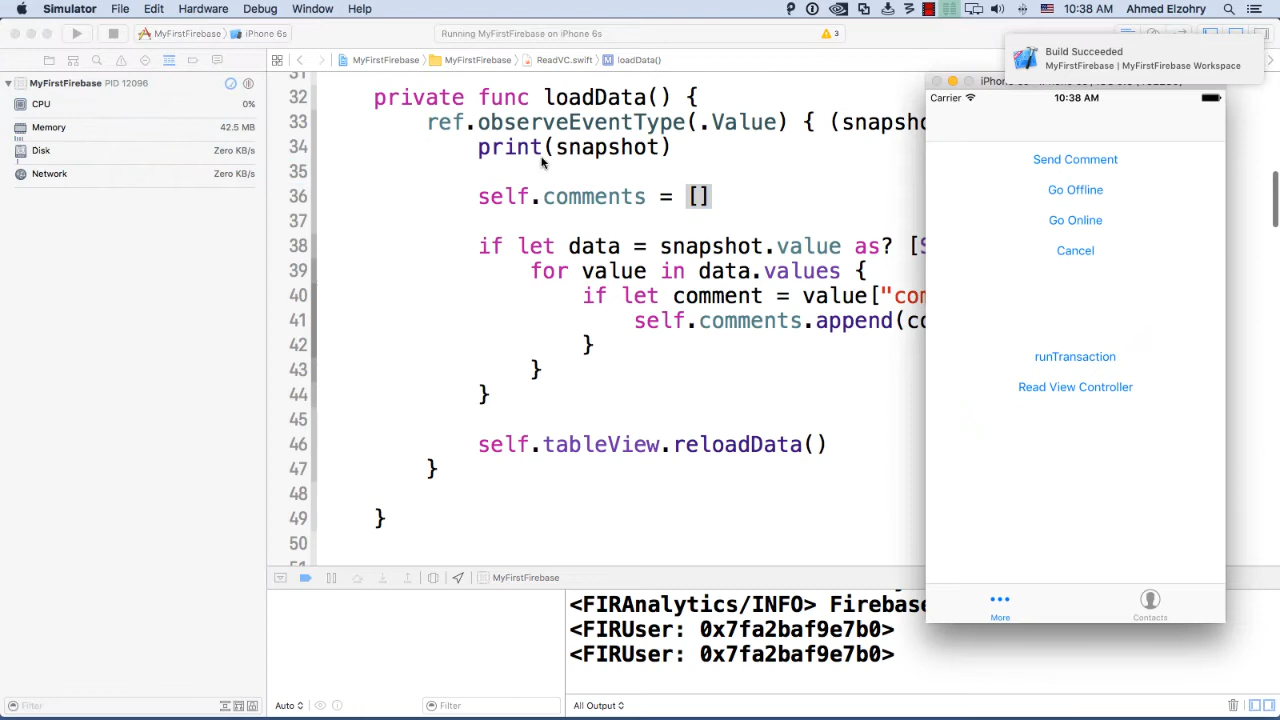 Simulator File Edit Hardware Debug Window Help 10:38 AM Ahmed Elzohry
MyFirstFirebase iPhone 6s Running MyFirstFirebase on iPhone 6s 3
Build Succeeded
MyFirstFirebase | MyFirstFirebase Workspace
MyFirstFirebase MyFirstFirebase ReadVC.swift M loadData()
MyFirstFirebase PID 12096
CPU 0%
Memory 42.5 MB
Disk Zero KB/s
Network Zero KB/s
32 private func loadData() {
33 ref.observeEventType(.Value) { (snapsho
34 print(snapshot)
35
36 self.comments = []
37
38 if let data = snapshot.value as? [S
39 for value in data.values {
40 if let comment = value["com
41 self.comments.append(co
42 }
43 }
44 }
45
46 self.tableView.reloadData()
47 }
48
49 }
50
Carrier 10:38 AM
Send Comment
Go Offline
Go Online
Cancel
runTransaction
Read View Controller
More Contacts
MyFirstFirebase
<FIRAnalytics/INFO> Firebase
<FIRUser: 0x7fa2baf9e7b0>
<FIRUser: 0x7fa2baf9e7b0>
Filter Auto Filter All Output